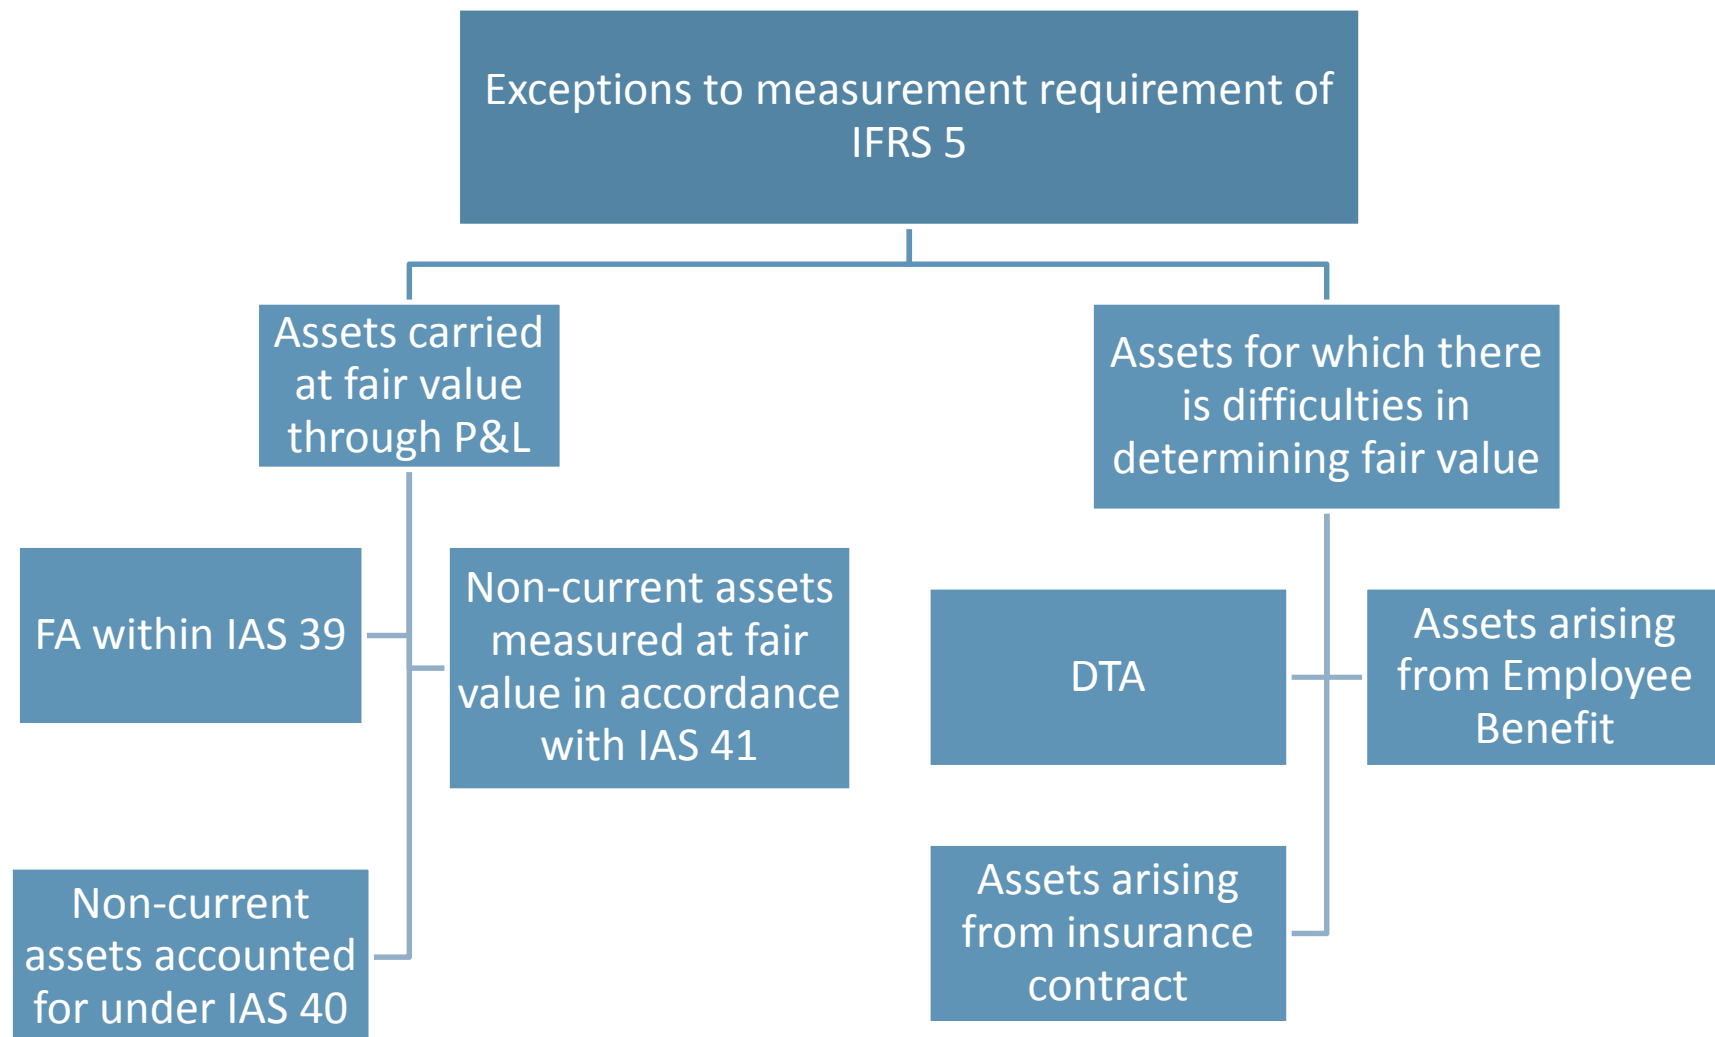 Exceptions to measurement requirement of
IFRS 5
Assets carried
at fair value
through P&L
Assets for which there
is difficulties in
determining fair value
FA within IAS 39
Non-current assets
measured at fair
value in accordance
with IAS 41
DTA
Assets arising
from Employee
Benefit
Non-current
assets accounted
for under IAS 40
Assets arising
from insurance
contract